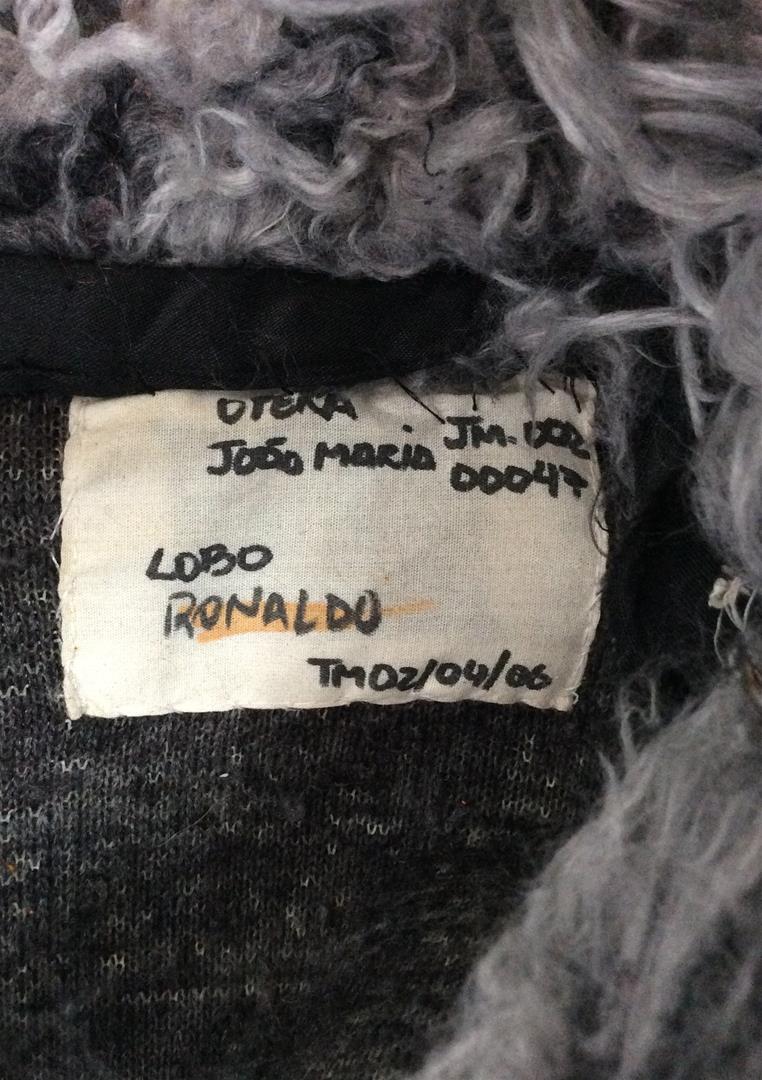 OPERA
JOÃO MARIA JM.002
00047
LOBO
RONALDO
TM02/04/06